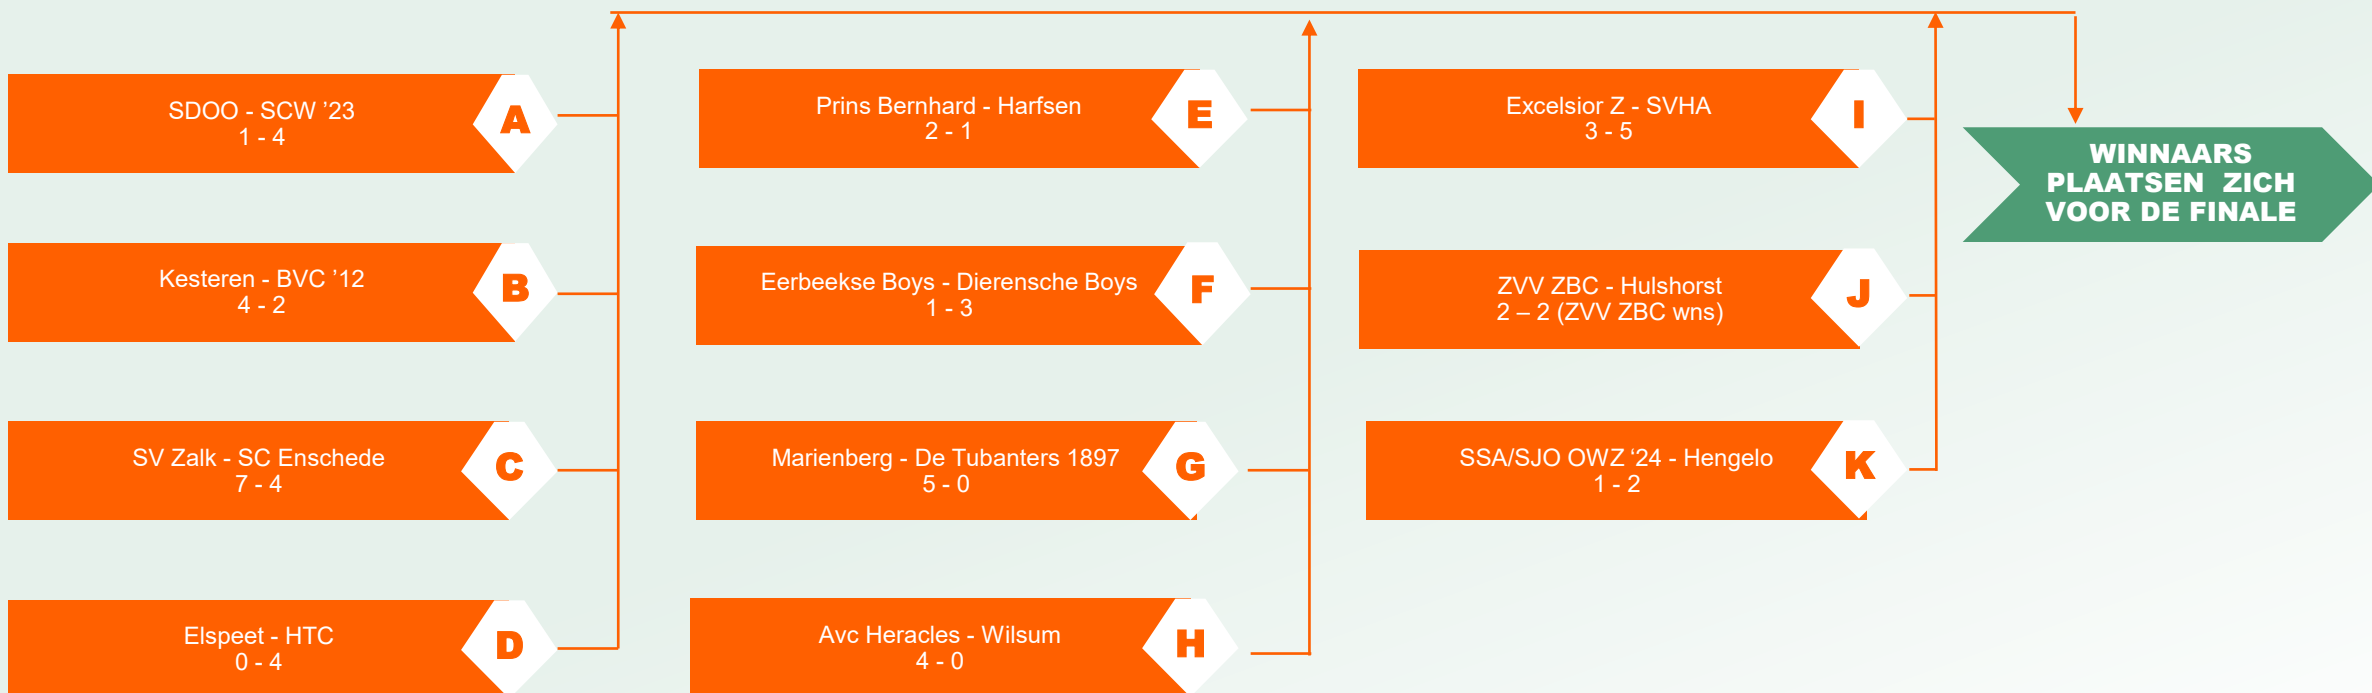 SDOO - SCW ’23
1 - 4
A
Kesteren - BVC ’12
4 - 2
B
SV Zalk - SC Enschede
7 - 4
C
Elspeet - HTC
0 - 4
D
Prins Bernhard - Harfsen
2 - 1
E
Eerbeekse Boys - Dierensche Boys
1 - 3
F
Marienberg - De Tubanters 1897
5 - 0
G
Avc Heracles - Wilsum
4 - 0
H
Excelsior Z - SVHA
3 - 5
I
ZVV ZBC - Hulshorst
2 – 2 (ZVV ZBC wns)
J
SSA/SJO OWZ ‘24 - Hengelo
1 - 2
K
WINNAARS
PLAATSEN ZICH
VOOR DE FINALE